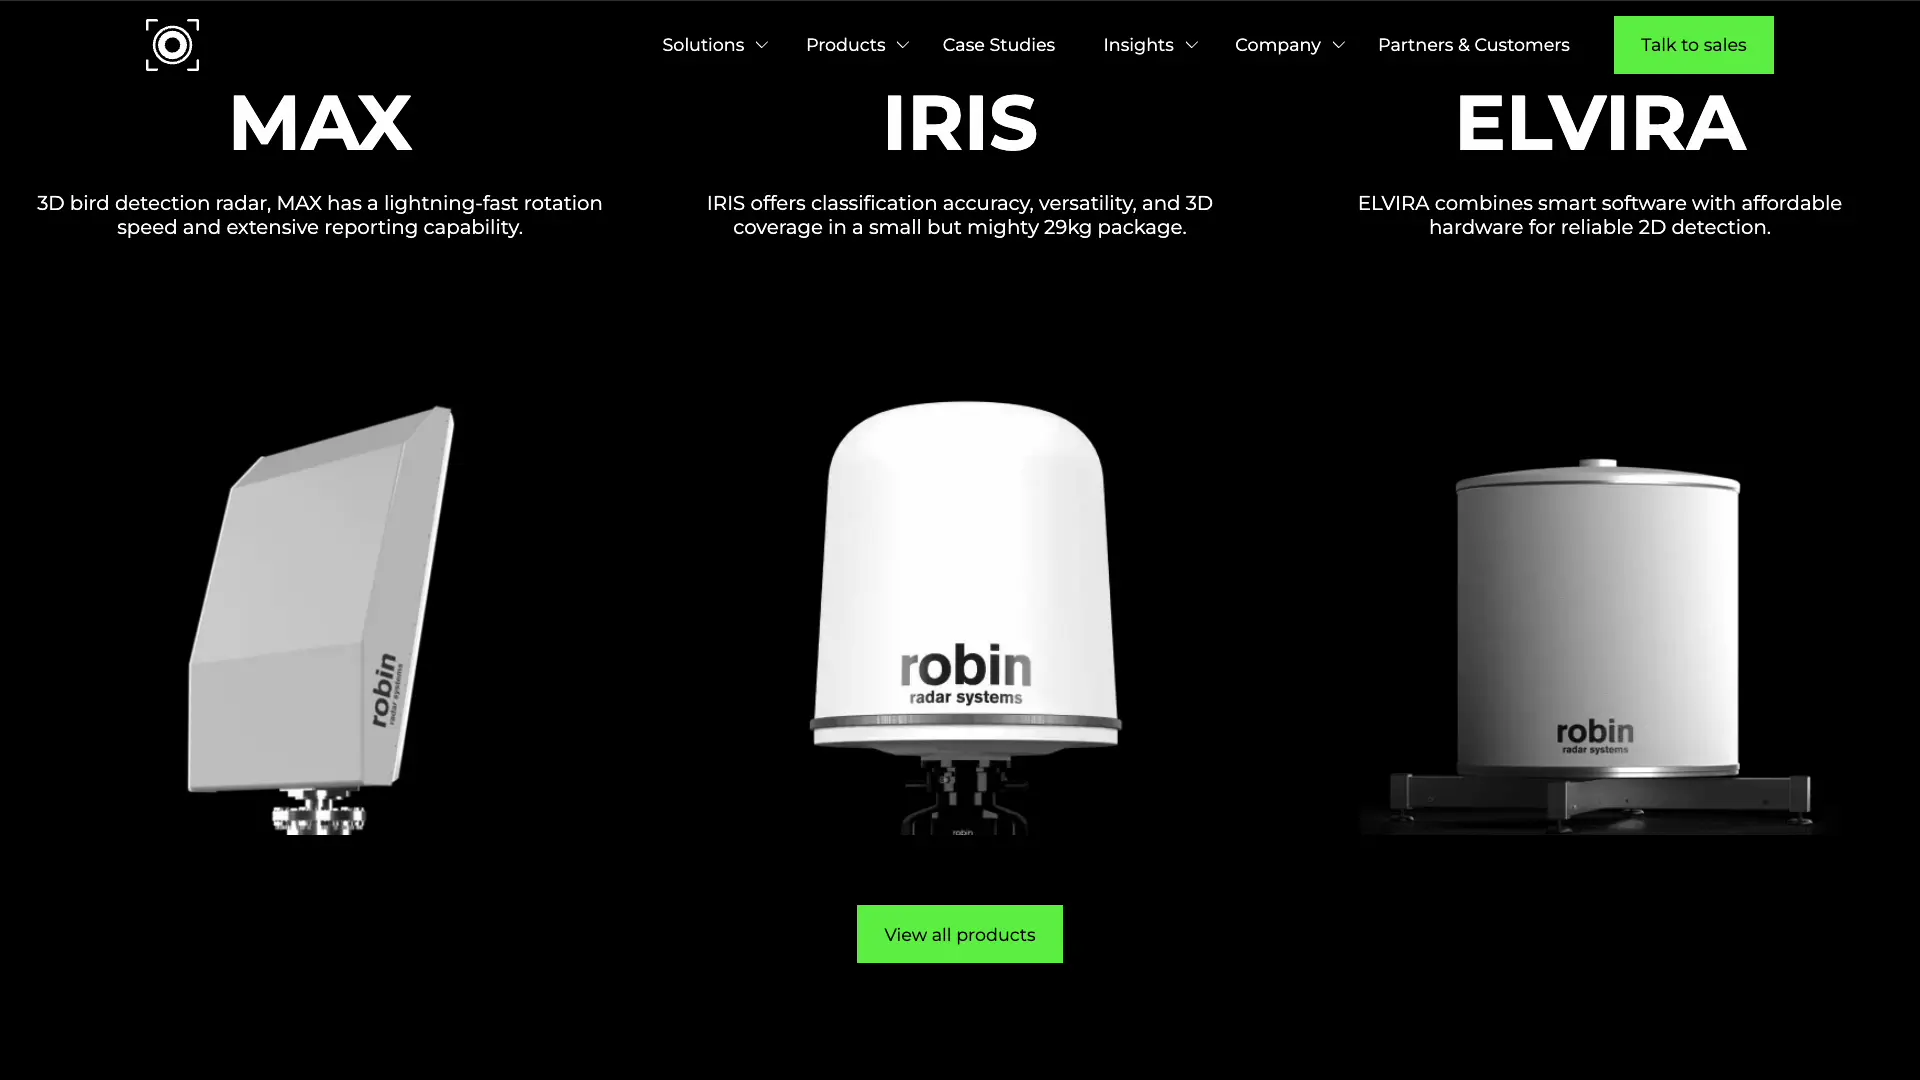 Solutions
Products
Case Studies
Insights
Company
Partners & Customers
Talk to sales
MAX
3D bird detection radar, MAX has a lightning-fast rotation
speed and extensive reporting capability.
IRIS
IRIS offers classification accuracy, versatility, and 3D
coverage in a small but mighty 29kg package.
ELVIRA
ELVIRA combines smart software with affordable
hardware for reliable 2D detection.
robin
radar systems
robin
radar systems
robin
robin
radar systems
View all products